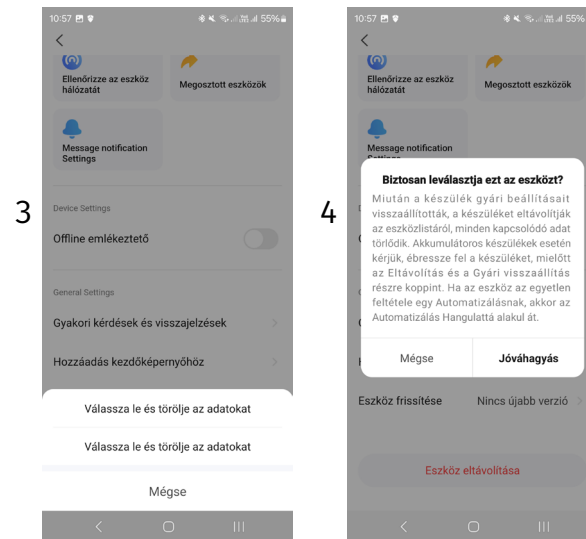 3
10:57
55%
Ellenőrizze az eszköz
hálózatát
Megosztott eszközök
Message notification
Settings
Device Settings
Offline emlékeztető
General Settings
Gyakori kérdések és visszajelzések
Hozzáadás kezdőképernyőhöz
Válassza le és törölje az adatokat
Válassza le és törölje az adatokat
Mégse
4
10:57
55%
Ellenőrizze az eszköz
hálózatát
Megosztott eszközök
Message notification
Biztosan leválasztja ezt az eszközt?
Miután a készülék gyári beállításait
visszaállították, a készüléket eltávolítják
az eszközlistáról, minden kapcsolódó adat
törlődik. Akkumulátoros készülékek esetén
kérjük, ébressze fel a készüléket, mielőtt
az Eltávolítás és a Gyári visszaállítás
részre koppint. Ha az eszköz az egyetlen
feltétele egy Automatizálásnak, akkor az
Automatizálás Hangulattá alakul át.
Mégse
Jóváhagyás
Eszköz frissítése
Nincs újabb verzió
Eszköz eltávolítása